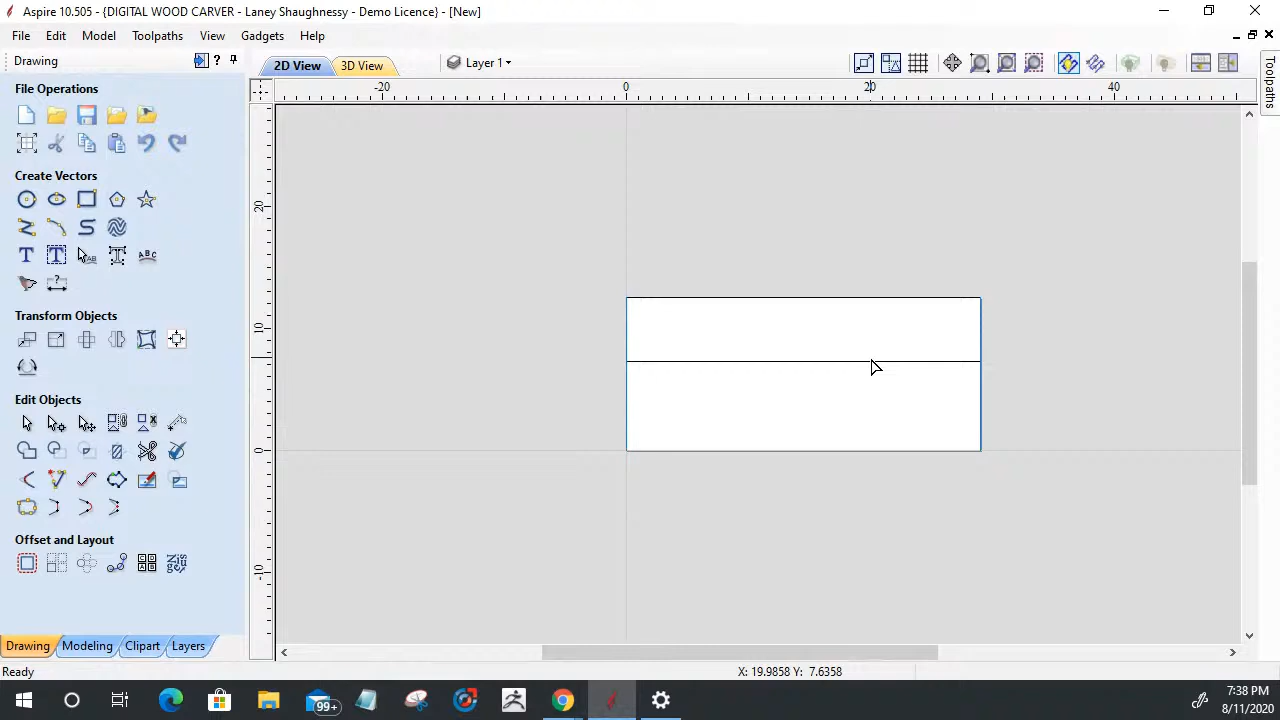 Aspire 10.505 - {DIGITAL WOOD CARVER - Laney Shaughnessy - Demo Licence} - [New]
File Edit Model Toolpaths View Gadgets Help
Drawing
2D View 3D View Layer 1
File Operations
Create Vectors
Transform Objects
Edit Objects
Offset and Layout
-20 0 20 40
20
10
0
-10
Toolpaths
Drawing Modeling Clipart Layers
Ready X: 19.9858 Y: 7.6358
99+
7:38 PM
8/11/2020